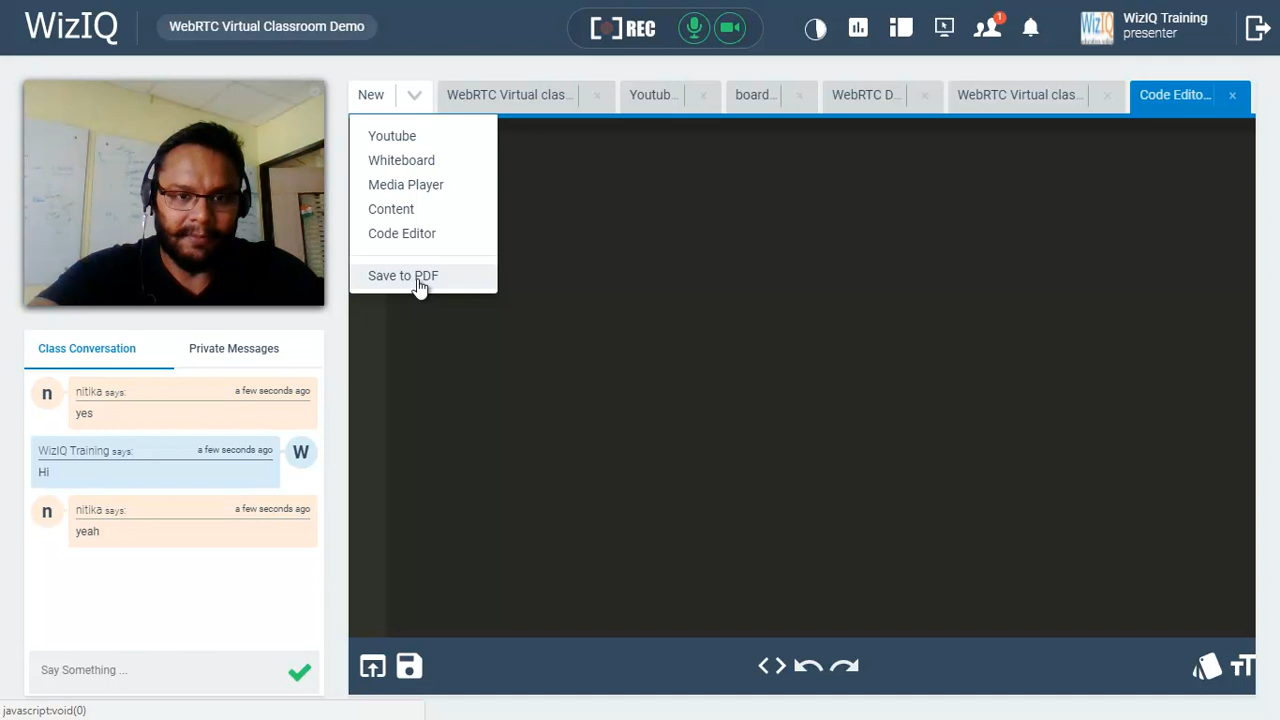 WizIQ
WebRTC Virtual Classroom Demo
REC
1
WizIQ Training
presenter
New
WebRTC Virtual clas...
×
Youtub...
×
board...
×
WebRTC D...
×
WebRTC Virtual clas...
×
Code Edito...
×
Youtube
Whiteboard
Media Player
Content
Code Editor
Save to PDF
Class Conversation
Private Messages
n
nitika says:
a few seconds ago
yes
WizIQ Training says:
a few seconds ago
W
Hi
n
nitika says:
a few seconds ago
yeah
Say Something ...
javascript:void(0)